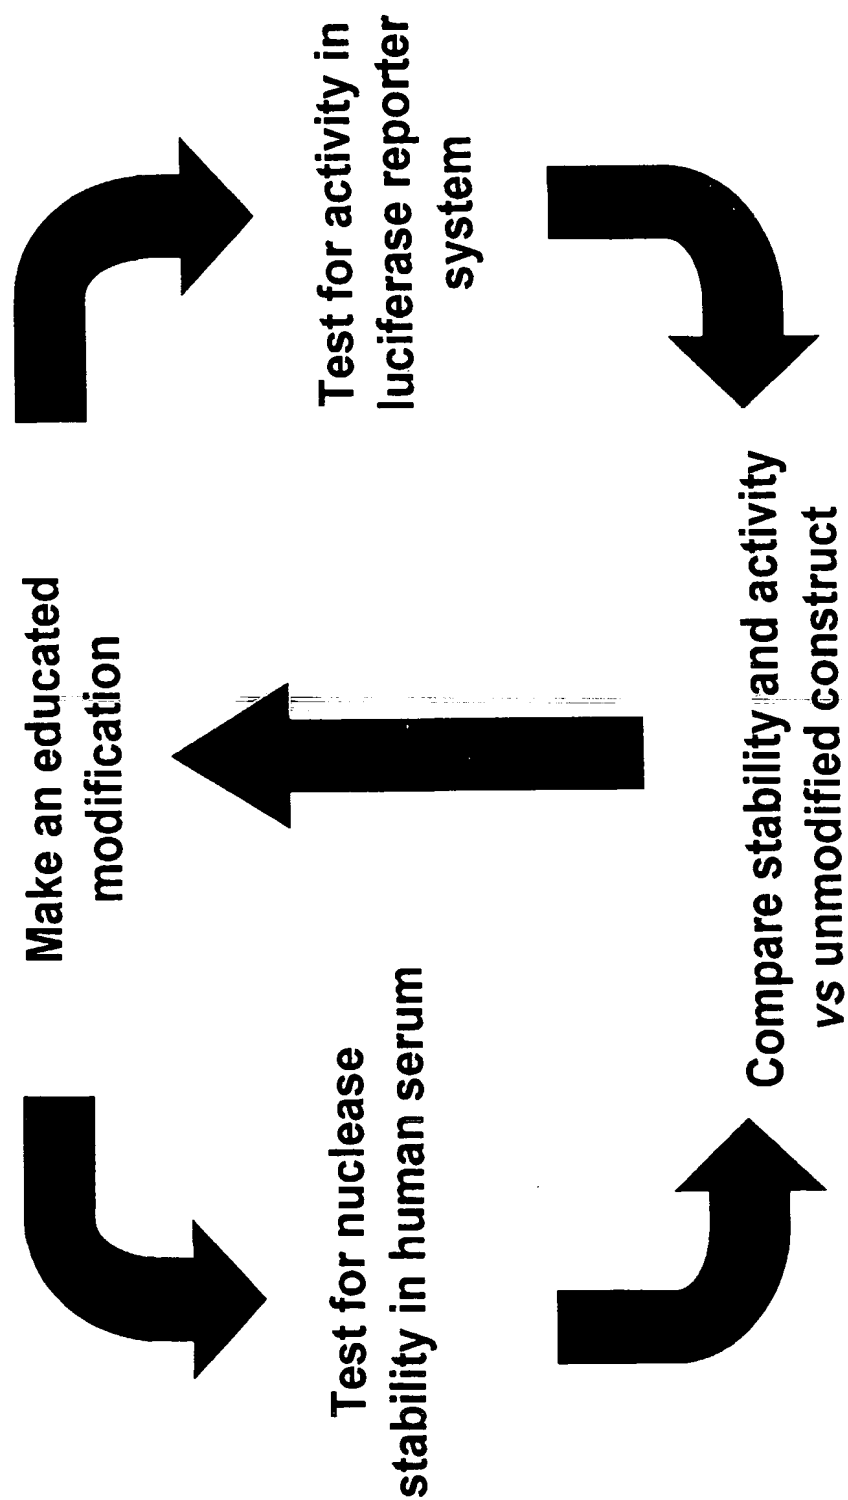 Make an educated
modification
Test for nuclease
stability in human serum
Test for activity in
luciferase reporter
system
Compare stability and activity
vs unmodified construct